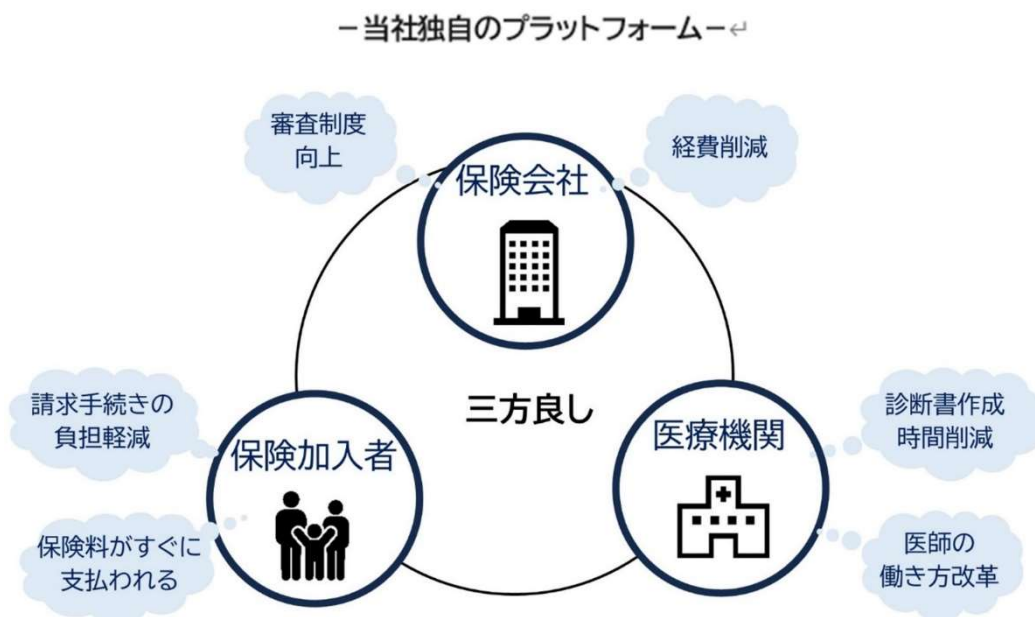 －当社独自のプラットフォーム－↵
審査制度
向上
経費削減
保険会社
三方良し
請求手続きの
負担軽減
保険加入者
保険料がすぐに
支払われる
医療機関
診断書作成
時間削減
医師の
働き方改革